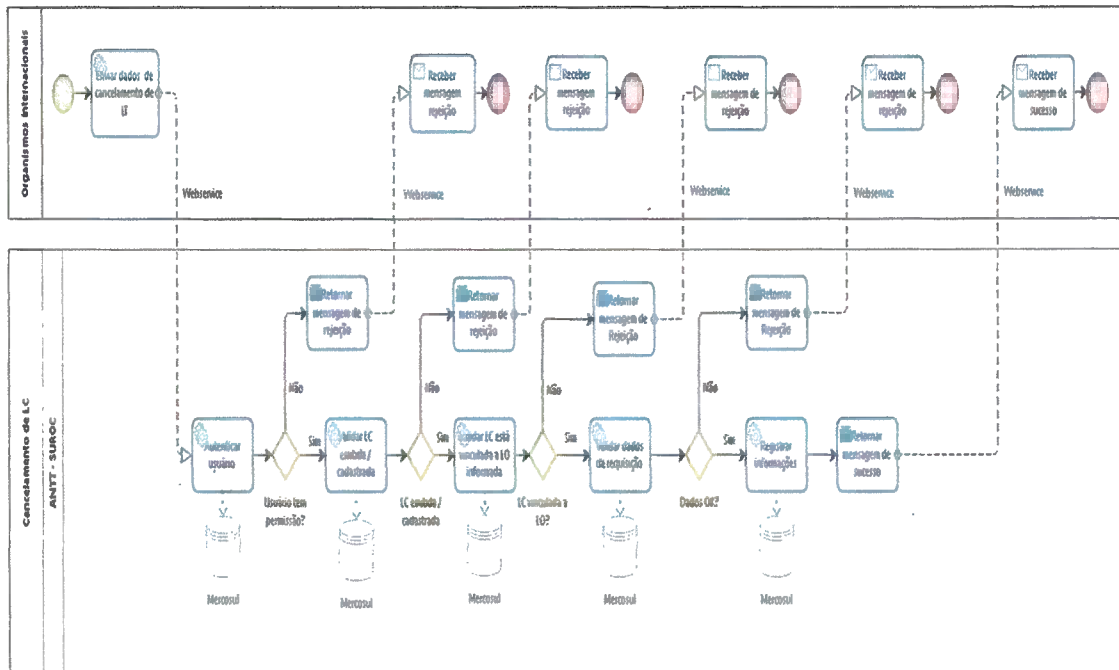 Organismos Internacionais
Enviar dados de
cancelamento de
LT
Receber
mensagem
rejeição
Receber
mensagem
rejeição
Receber
mensagem
de rejeição
Receber
mensagem
de rejeição
Receber
mensagem de
sucesso
Webservice
Webservice
Webservice
Webservice
Webservice
Webservice
Cancelamento de LC
ANTT - SUROC
Retornar
mensagem de
rejeição
Retornar
mensagem de
rejeição
Retornar
mensagem de
Rejeição
Retornar
mensagem de
Rejeição
Não
Não
Não
Não
Autenticar
usuário
Sim
Validar LC
emitida /
cadastrada
Sim
Validar LC está
vinculada a LO
informada
Sim
Validar dados
da requisição
Sim
Registrar
informações
Retornar
mensagem de
sucesso
Usuário tem
permissão?
LC emitida /
cadastrada
LC vinculada a
LO?
Dados OK?
Mercosul
Mercosul
Mercosul
Mercosul
Mercosul